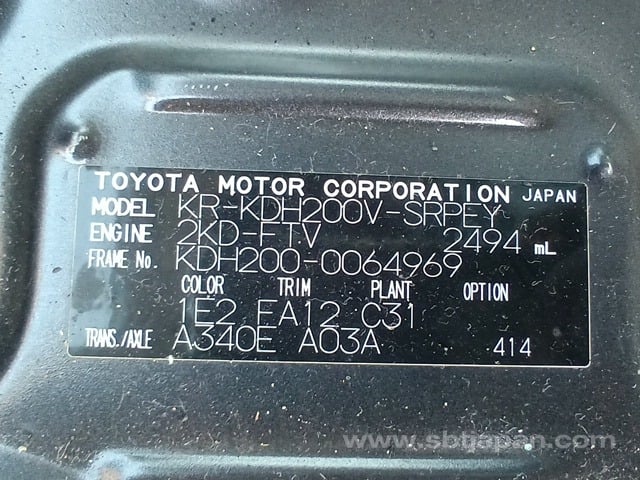 TOYOTA MOTOR CORPORATION JAPAN
MODEL KR-KDH200V-SRPEY
ENGINE 2KD-FTV 2494 mL
FRAME No. KDH200-0064969
COLOR TRIM PLANT OPTION
1E2 FA12 C31
TRANS./AXLE A340E A03A 414
www.sbtjapan.com